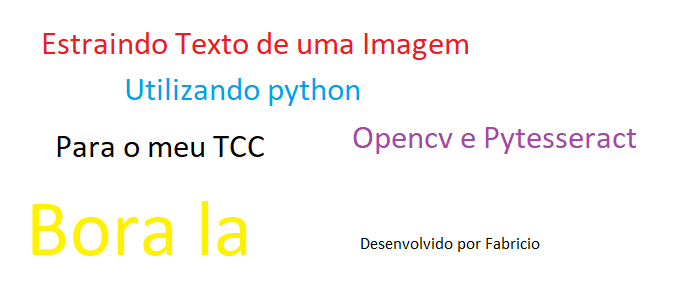 Estraindo Texto de uma Imagem
Utilizando python
Opencv e Pytesseract
Para o meu TCC
Bora la
Desenvolvido por Fabricio